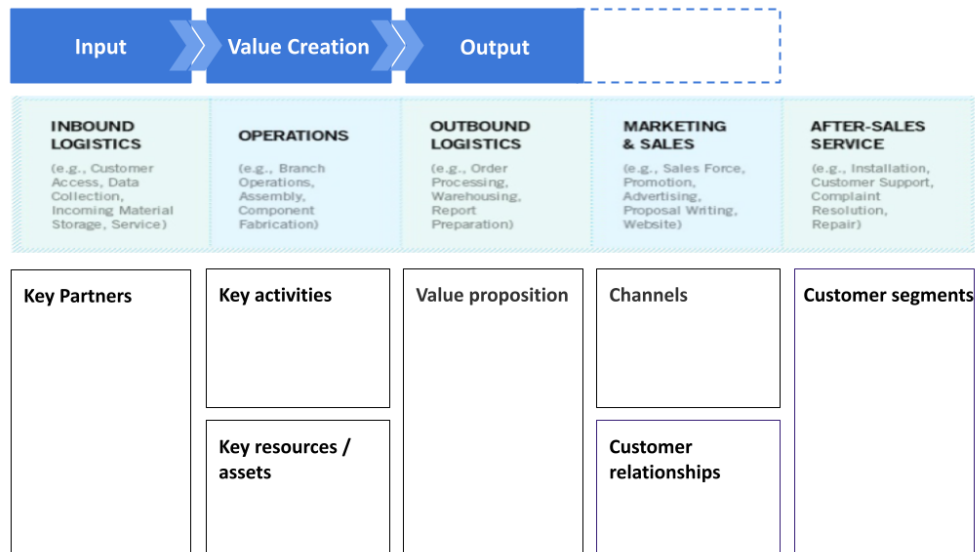 Input
Value Creation
Output
INBOUND
LOGISTICS
(e.g., Customer
Access, Data
Collection,
Incoming Material
Storage, Service)
OPERATIONS
(e.g., Branch
Operations,
Assembly,
Component
Fabrication)
OUTBOUND
LOGISTICS
(e.g., Order
Processing,
Warehousing,
Report
Preparation)
MARKETING
& SALES
(e.g., Sales Force,
Promotion,
Advertising,
Proposal Writing,
Website)
AFTER-SALES
SERVICE
(e.g., Installation,
Customer Support,
Complaint
Resolution,
Repair)
Key Partners
Key activities
Key resources /
assets
Value proposition
Channels
Customer
relationships
Customer segments